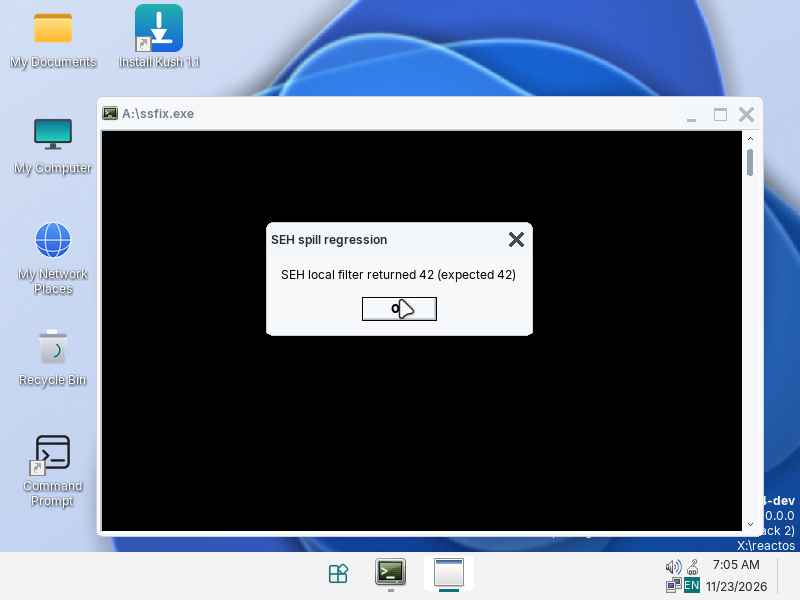 My Documents
Install Kush 1.1
A:\ssfix.exe
My Computer
SEH spill regression
SEH local filter returned 42 (expected 42)
My Network
Places
Recycle Bin
Command
Prompt
4-dev
0.0.0
ack 2)
X:\reactos
7:05 AM
EN
11/23/2026